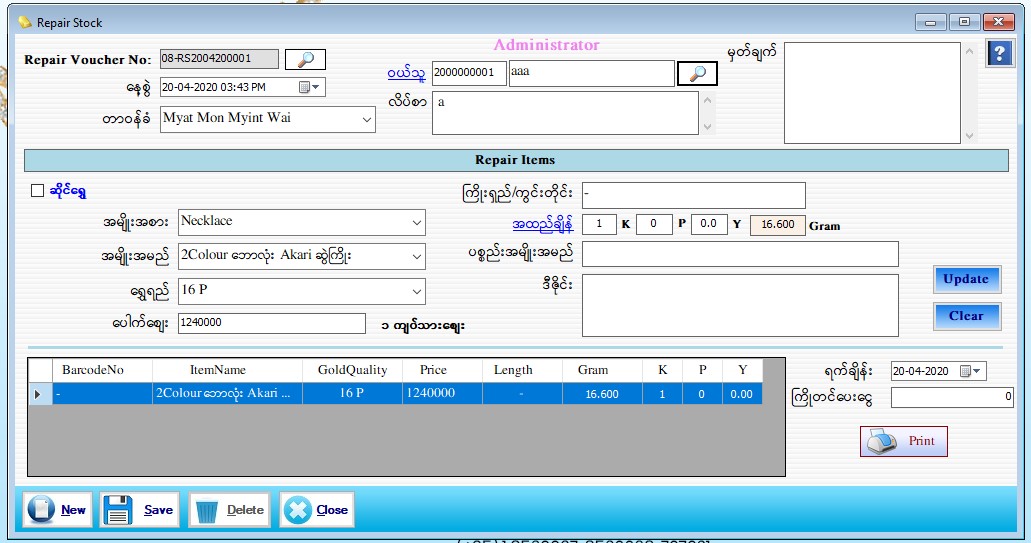 Repair Stock
Administrator
Repair Voucher No: 08-RS2004200001
ဝယ်သူ 2000000001 aaa
မှတ်ချက်
?
နေ့စွဲ 20-04-2020 03:43 PM
လိပ်စာ a
တာဝန်ခံ Myat Mon Myint Wai
Repair Items
ဆိုင်ရွှေ
ကြိုးရှည်/ကွင်းတိုင်း -
အမျိုးအစား Necklace
အထည်ချိန် 1 K 0 P 0.0 Y 16.600 Gram
အမျိုးအမည် 2Colour ဘောလုံး Akari ဆွဲကြိုး
ပစ္စည်းအမျိုးအမည်
ရွှေရည် 16 P
ဒီဇိုင်း
Update
ပေါက်ဈေး 1240000 ၁ ကျပ်သားဈေး
Clear
BarcodeNo ItemName GoldQuality Price Length Gram K P Y
- 2Colour ဘောလုံး Akari ... 16 P 1240000 - 16.600 1 0 0.00
ရက်ချိန်း 20-04-2020
ကြိုတင်ပေးငွေ 0
Print
New Save Delete Close